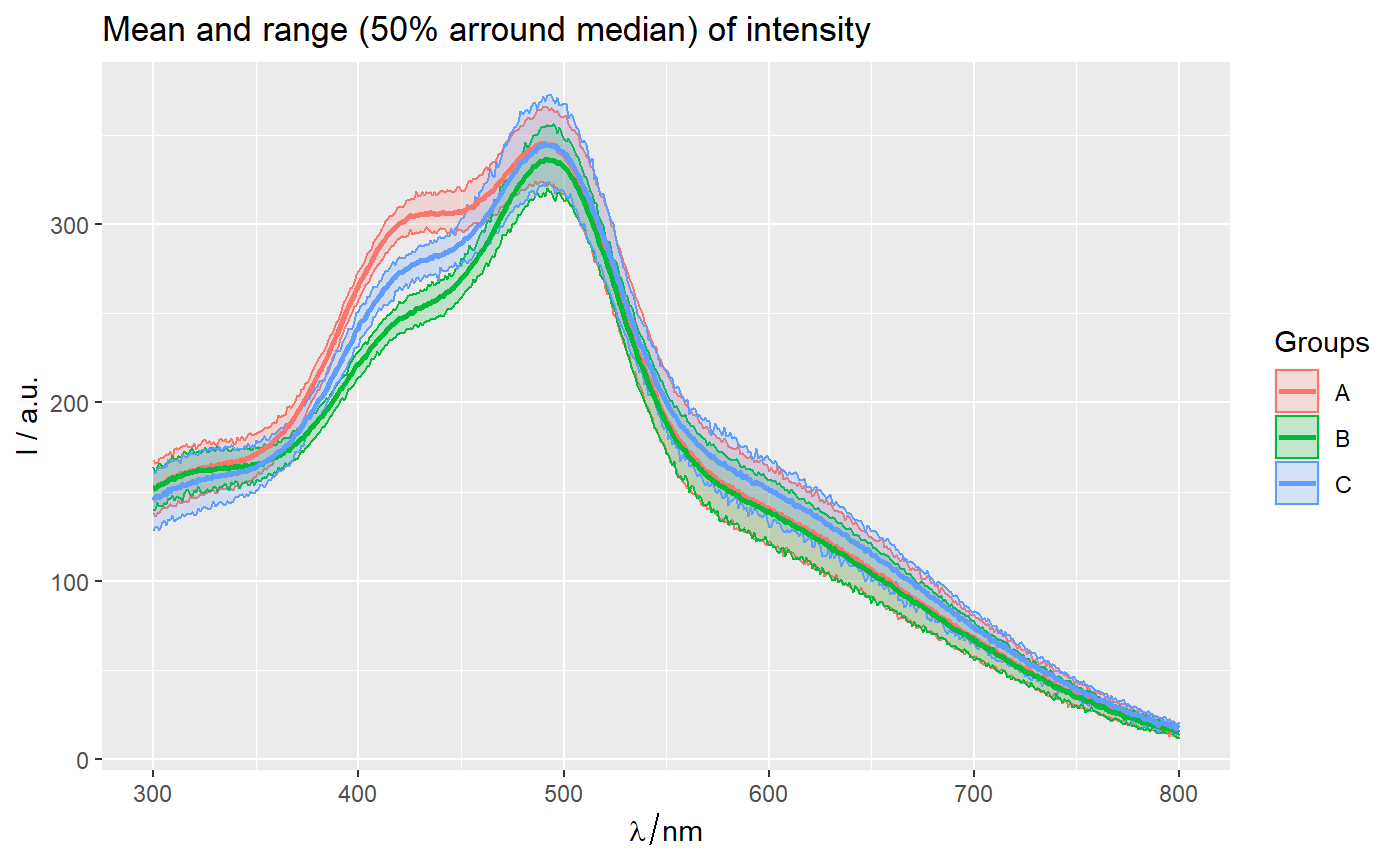 Mean and range (50% arround median) of intensity
I / a.u.
300
200
100
0
300 400 500 600 700 800
λ/nm
Groups
A
B
C